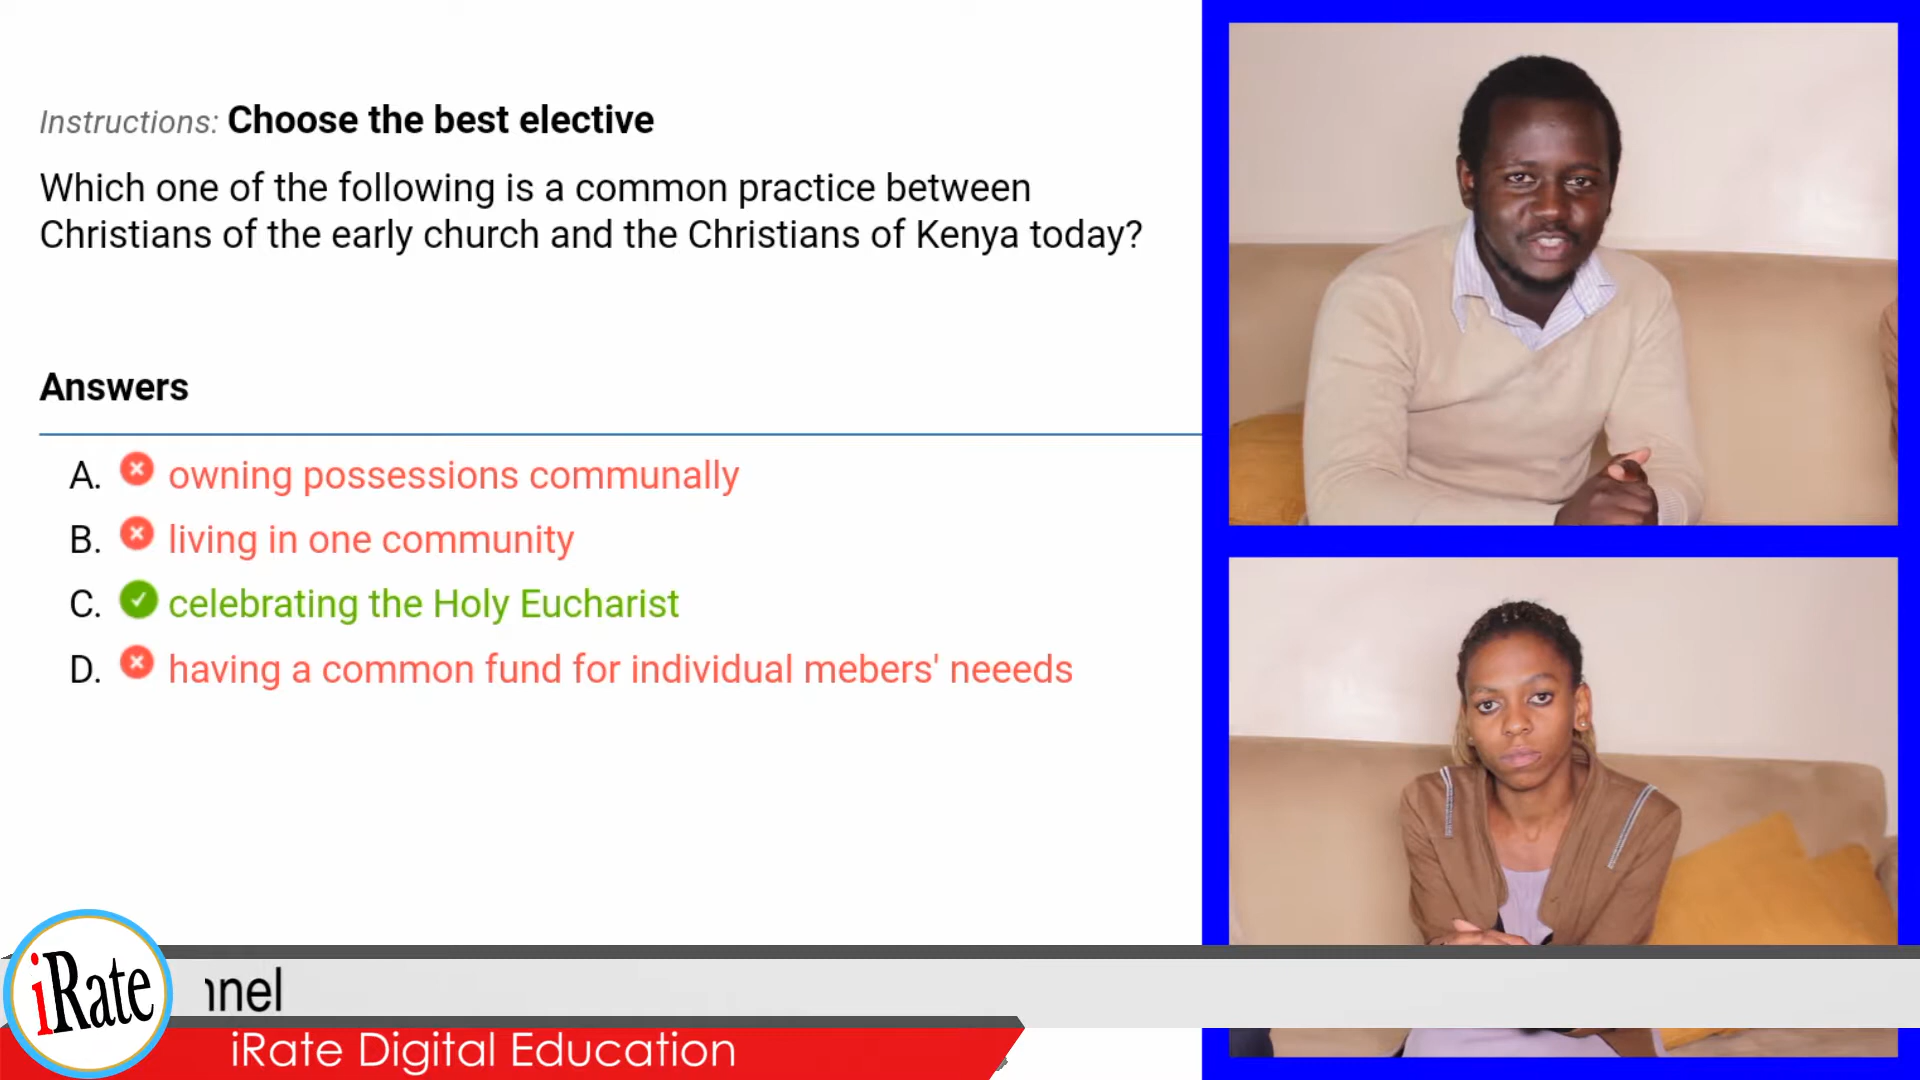 Instructions: Choose the best elective
Which one of the following is a common practice between
Christians of the early church and the Christians of Kenya today?
Answers
A. owning possessions communally
B. living in one community
C. celebrating the Holy Eucharist
D. having a common fund for individual mebers' neeeds
iRate
nnel
iRate Digital Education